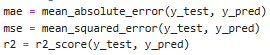 mae = mean_absolute_error(y_test, y_pred)
mse = mean_squared_error(y_test, y_pred)
r2 = r2_score(y_test, y_pred)